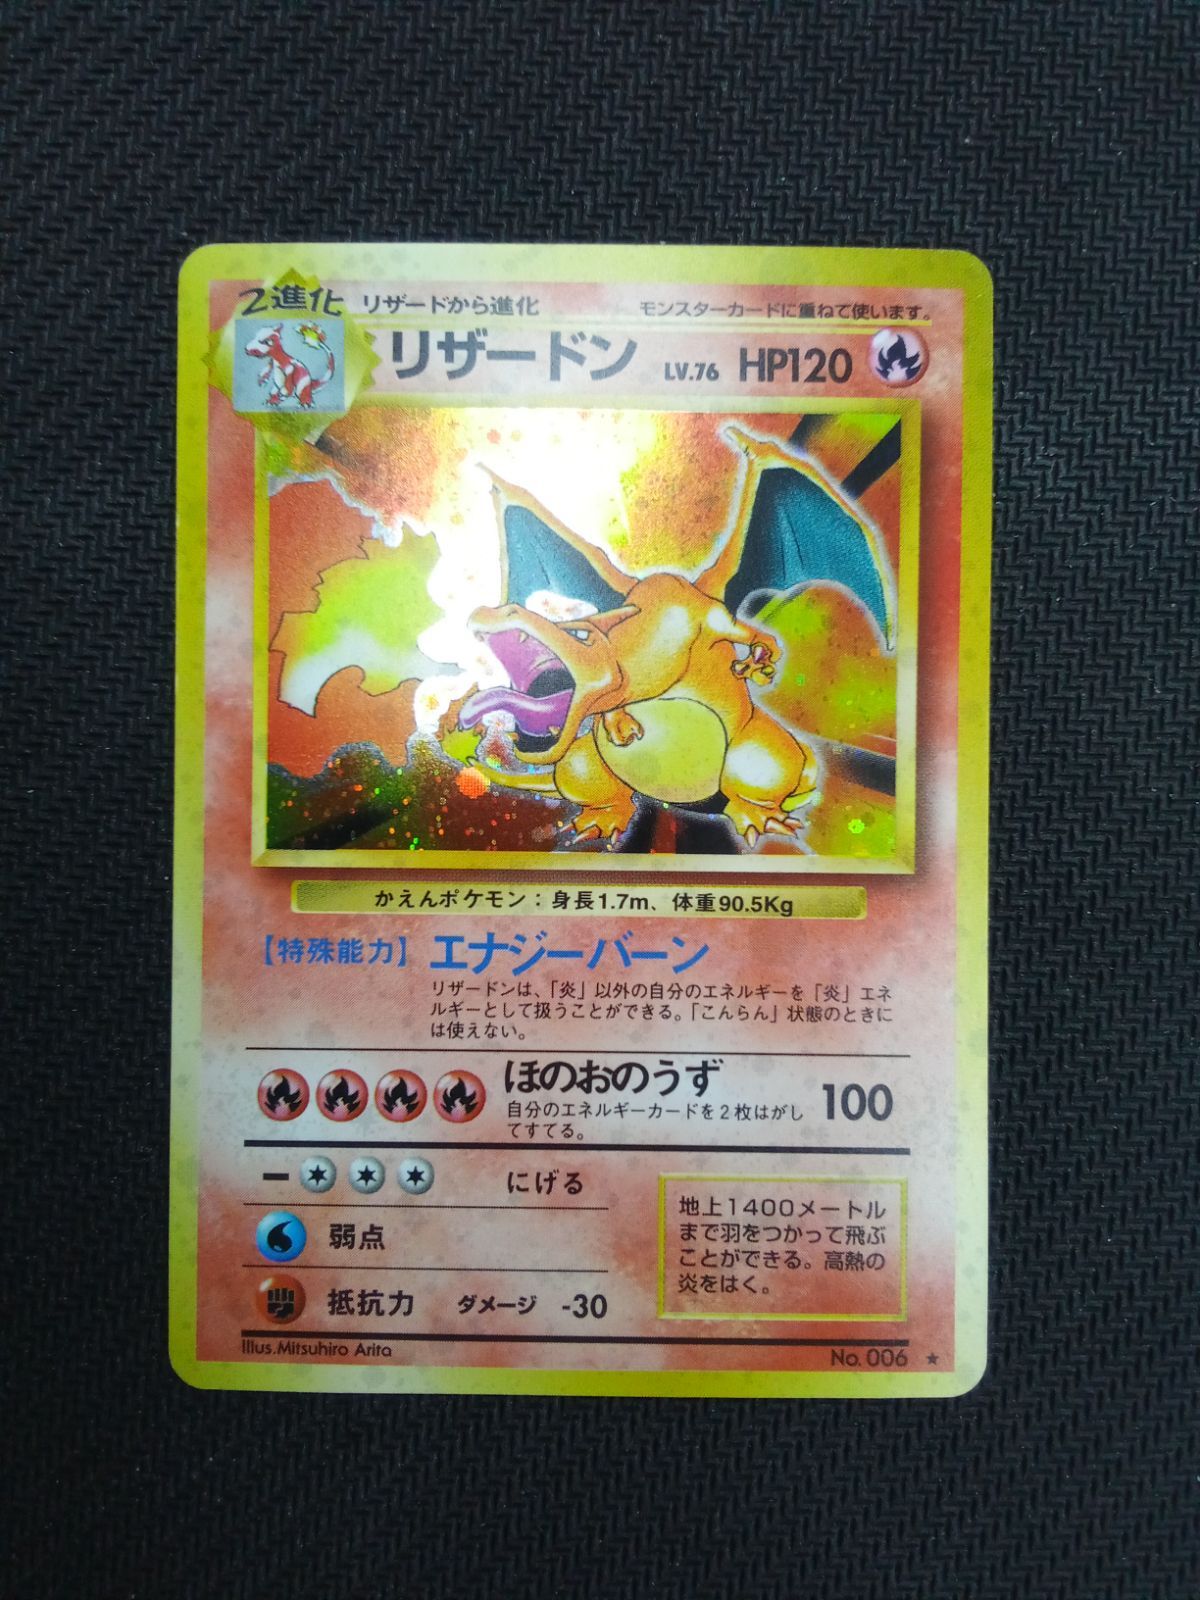 2進化 リザードから進化 モンスターカードに重ねて使います。
リザードン LV.76 HP120
かえんポケモン：身長1.7m、体重90.5Kg
【特殊能力】エナジーバーン
リザードンは、「炎」以外の自分のエネルギーを「炎」エネ
ルギーとして扱うことができる。「こんらん」状態のときに
は使えない。
ほのおのうず 100
自分のエネルギーカードを2枚はがし
てすてる。
ー にげる
弱点
抵抗力 ダメージ -30
地上1400メートル
まで羽をつかって飛ぶ
ことができる。高熱の
炎をはく。
Illus.Mitsuhiro Arita
No.006 ★